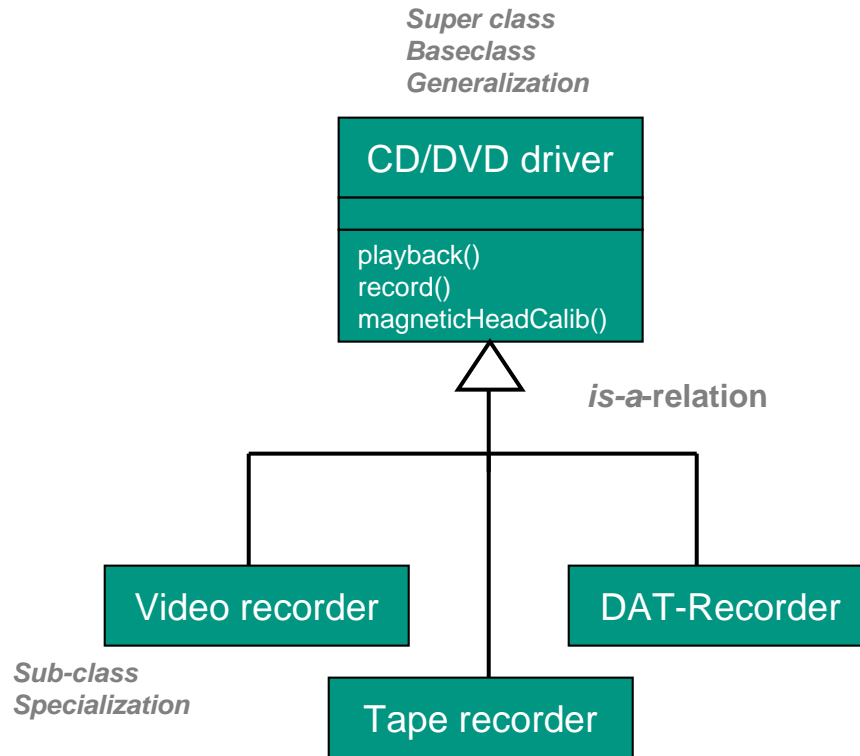 Super class
Baseclass
Generalization
CD/DVD driver
playback()
record()
magneticHeadCalib()
is-a-relation
Video recorder
DAT-Recorder
Sub-class
Specialization
Tape recorder